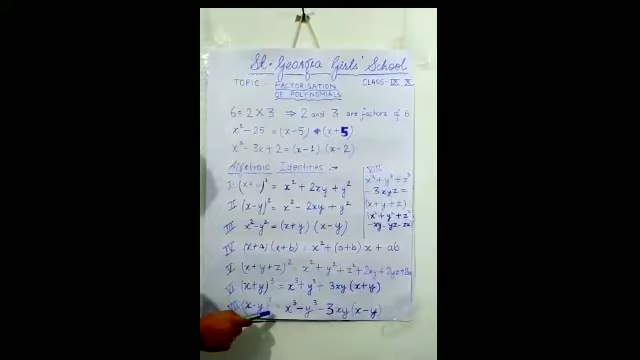 St. Georgia Girls' School
TOPIC: FACTORISATION OF POLYNOMIALS
CLASS- IX, X
6 = 2 × 3 ⇒ 2 and 3 are factors of 6
x² - 25 = (x-5) (x+5)
x² - 3x + 2 = (x-1) (x-2)
Algebraic Identities :-
I (x+y)² = x² + 2xy + y²
II (x-y)² = x² - 2xy + y²
III x² - y² = (x+y) (x-y)
IV (x+a) (x+b) = x² + (a+b) x + ab
V (x+y+z)² = x² + y² + z² + 2xy + 2yz + 2zx
VI (x+y)³ = x³ + y³ + 3xy (x+y)
VII (x-y)³ = x³ - y³ - 3xy (x-y)
VIII
x³ + y³ + z³
- 3xyz =
(x + y + z)
(x² + y² + z²
- xy - yz - zx)